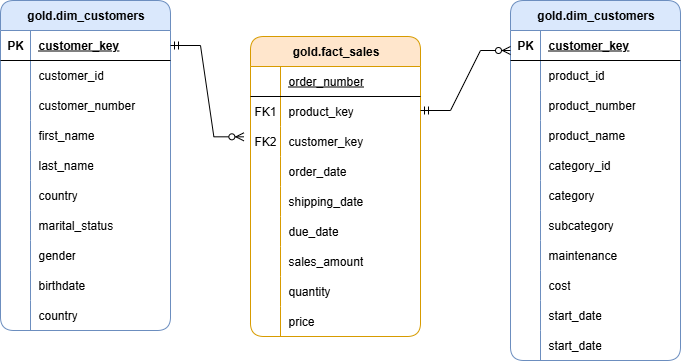 gold.dim_customers
PK customer_key
customer_id
customer_number
first_name
last_name
country
marital_status
gender
birthdate
country
gold.fact_sales
order_number
FK1 product_key
FK2 customer_key
order_date
shipping_date
due_date
sales_amount
quantity
price
gold.dim_customers
PK customer_key
product_id
product_number
product_name
category_id
category
subcategory
maintenance
cost
start_date
start_date